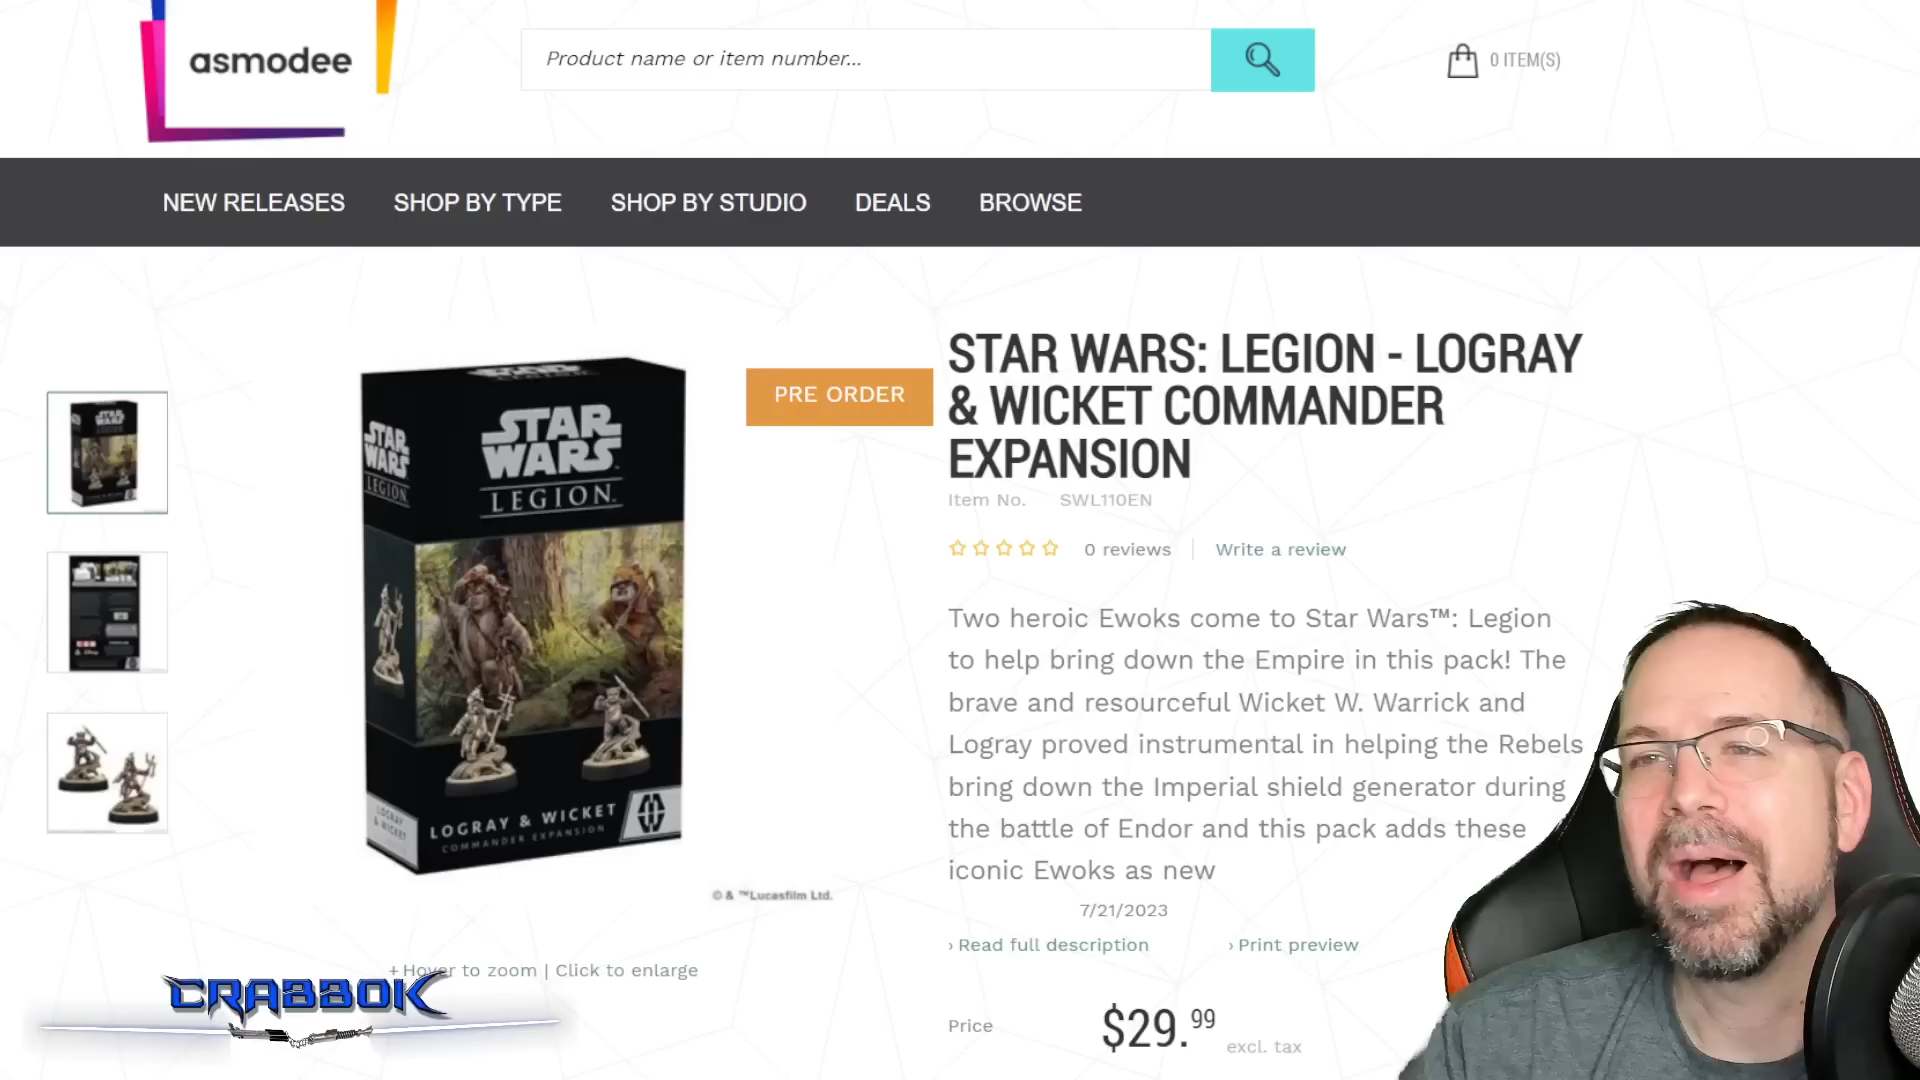 asmodee
Product name or item number...
0 ITEM(S)
NEW RELEASES
SHOP BY TYPE
SHOP BY STUDIO
DEALS
BROWSE
STAR WARS
LEGION
STAR
WARS
LEGION
LOGRAY & WICKET
COMMANDER EXPANSION
LOGRAY
& WICKET
© & ™Lucasfilm Ltd.
+ Hover to zoom | Click to enlarge
CRABBOK
PRE ORDER
STAR WARS: LEGION - LOGRAY
& WICKET COMMANDER
EXPANSION
Item No. SWL110EN
0 reviews
Write a review
Two heroic Ewoks come to Star Wars™: Legion
to help bring down the Empire in this pack! The
brave and resourceful Wicket W. Warrick and
Logray proved instrumental in helping the Rebels
bring down the Imperial shield generator during
the battle of Endor and this pack adds these
iconic Ewoks as new
7/21/2023
› Read full description
› Print preview
Price
$29.99
excl. tax